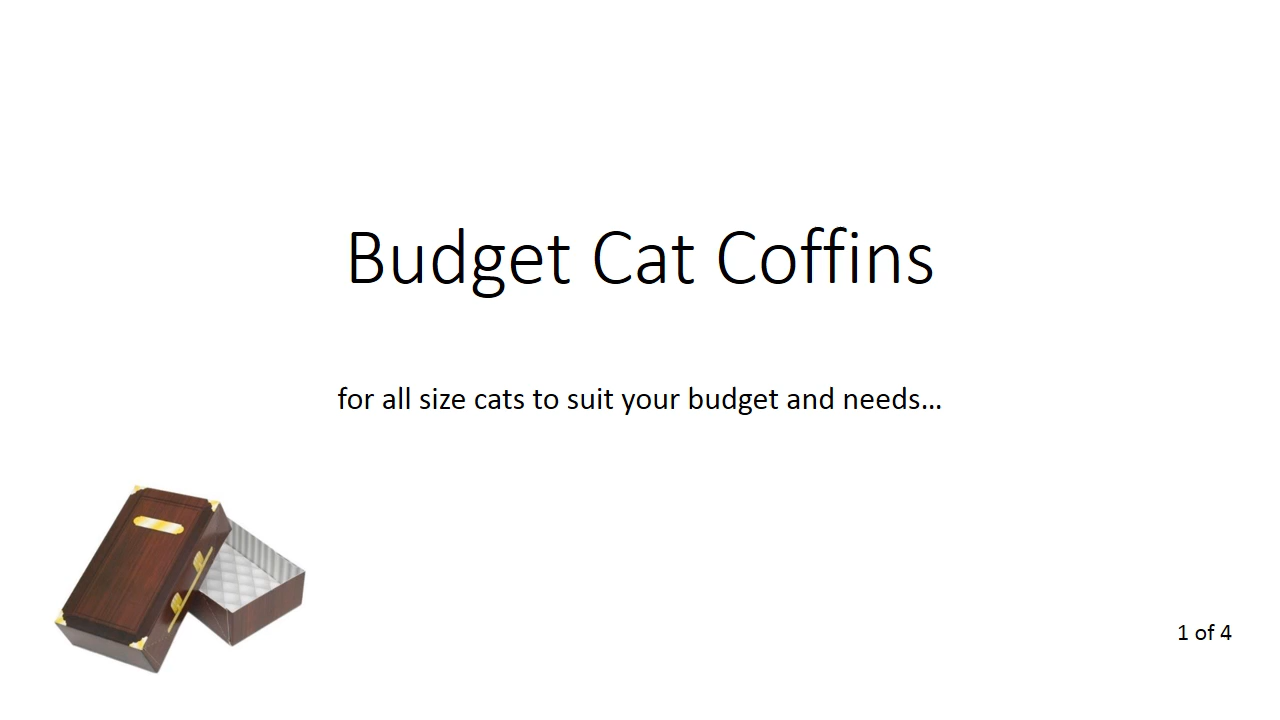 Budget Cat Coffins
for all size cats to suit your budget and needs…
1 of 4